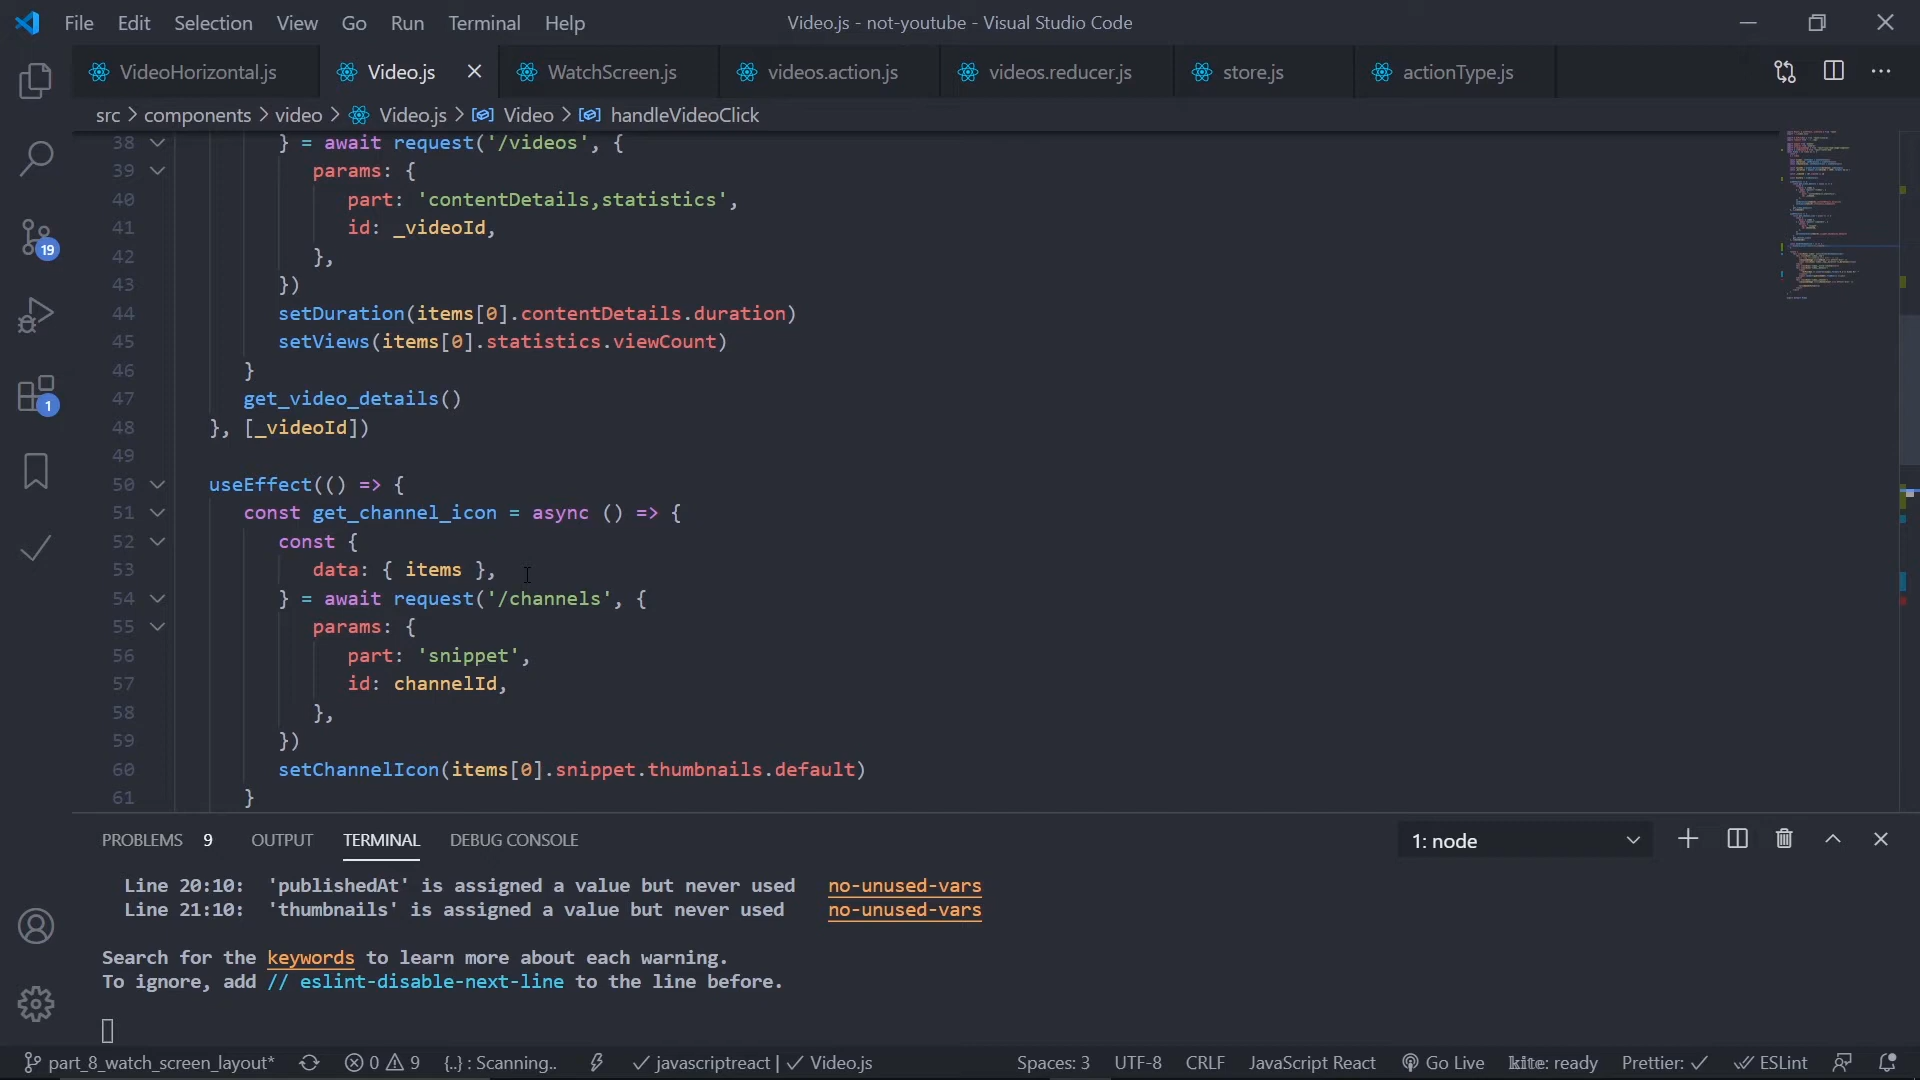 File Edit Selection View Go Run Terminal Help Video.js - not-youtube - Visual Studio Code
VideoHorizontal.js Video.js WatchScreen.js videos.action.js videos.reducer.js store.js actionType.js
src > components > video > Video.js > Video > handleVideoClick
38 } = await request('/videos', {
39 params: {
40 part: 'contentDetails,statistics',
41 id: _videoId,
42 },
43 })
44 setDuration(items[0].contentDetails.duration)
45 setViews(items[0].statistics.viewCount)
46 }
47 get_video_details()
48 }, [_videoId])
49
50 useEffect(() => {
51 const get_channel_icon = async () => {
52 const {
53 data: { items },
54 } = await request('/channels', {
55 params: {
56 part: 'snippet',
57 id: channelId,
58 },
59 })
60 setChannelIcon(items[0].snippet.thumbnails.default)
61 }
19
1
PROBLEMS 9 OUTPUT TERMINAL DEBUG CONSOLE 1: node
Line 20:10: 'publishedAt' is assigned a value but never used no-unused-vars
Line 21:10: 'thumbnails' is assigned a value but never used no-unused-vars
Search for the keywords to learn more about each warning.
To ignore, add // eslint-disable-next-line to the line before.
part_8_watch_screen_layout* 0 9 {..} : Scanning.. javascriptreact | Video.js Spaces: 3 UTF-8 CRLF JavaScript React Go Live kite: ready Prettier: ESLint